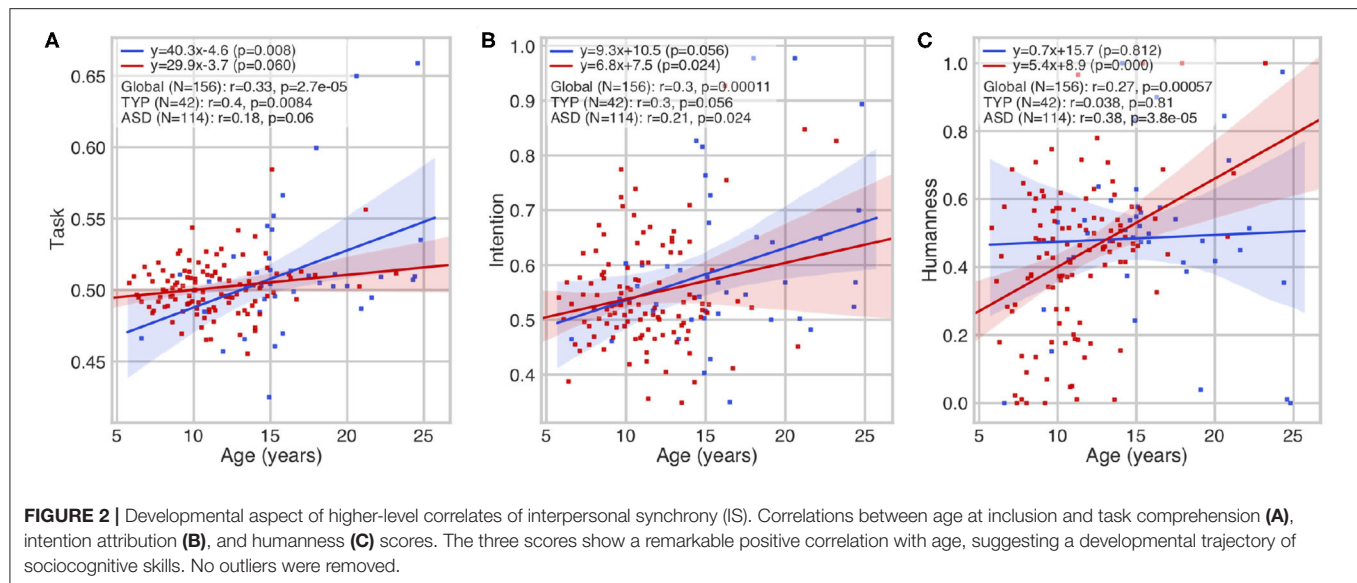 A
y=40.3x-4.6 (p=0.008)
y=29.9x-3.7 (p=0.060)
Global (N=156): r=0.33, p=2.7e-05
TYP (N=42): r=0.4, p=0.0084
ASD (N=114): r=0.18, p=0.06
0.65
0.60
0.55
0.50
0.45
Task
5 10 15 20 25
Age (years)
B
y=9.3x+10.5 (p=0.056)
y=6.8x+7.5 (p=0.024)
Global (N=156): r=0.3, p=0.00011
TYP (N=42): r=0.3, p=0.056
ASD (N=114): r=0.21, p=0.024
1.0
0.9
0.8
0.7
0.6
0.5
0.4
Intention
5 10 15 20 25
Age (years)
C
y=0.7x+15.7 (p=0.812)
y=5.4x+8.9 (p=0.000)
Global (N=156): r=0.27, p=0.00057
TYP (N=42): r=0.038, p=0.81
ASD (N=114): r=0.38, p=3.8e-05
1.0
0.8
0.6
0.4
0.2
0.0
Humanness
5 10 15 20 25
Age (years)
FIGURE 2 | Developmental aspect of higher-level correlates of interpersonal synchrony (IS). Correlations between age at inclusion and task comprehension (A),
intention attribution (B), and humanness (C) scores. The three scores show a remarkable positive correlation with age, suggesting a developmental trajectory of
sociocognitive skills. No outliers were removed.